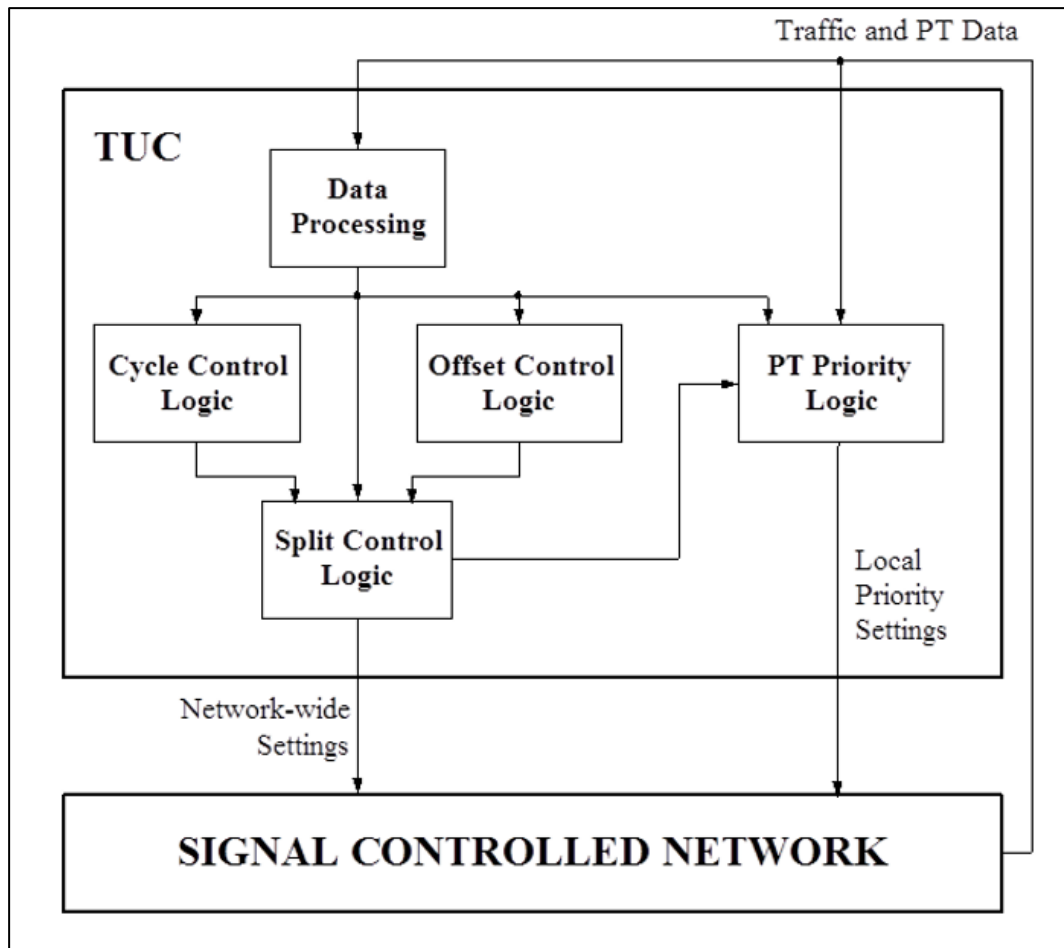 Traffic and PT Data
TUC
Data
Processing
Cycle Control
Logic
Offset Control
Logic
PT Priority
Logic
Split Control
Logic
Local
Priority
Settings
Network-wide
Settings
SIGNAL CONTROLLED NETWORK